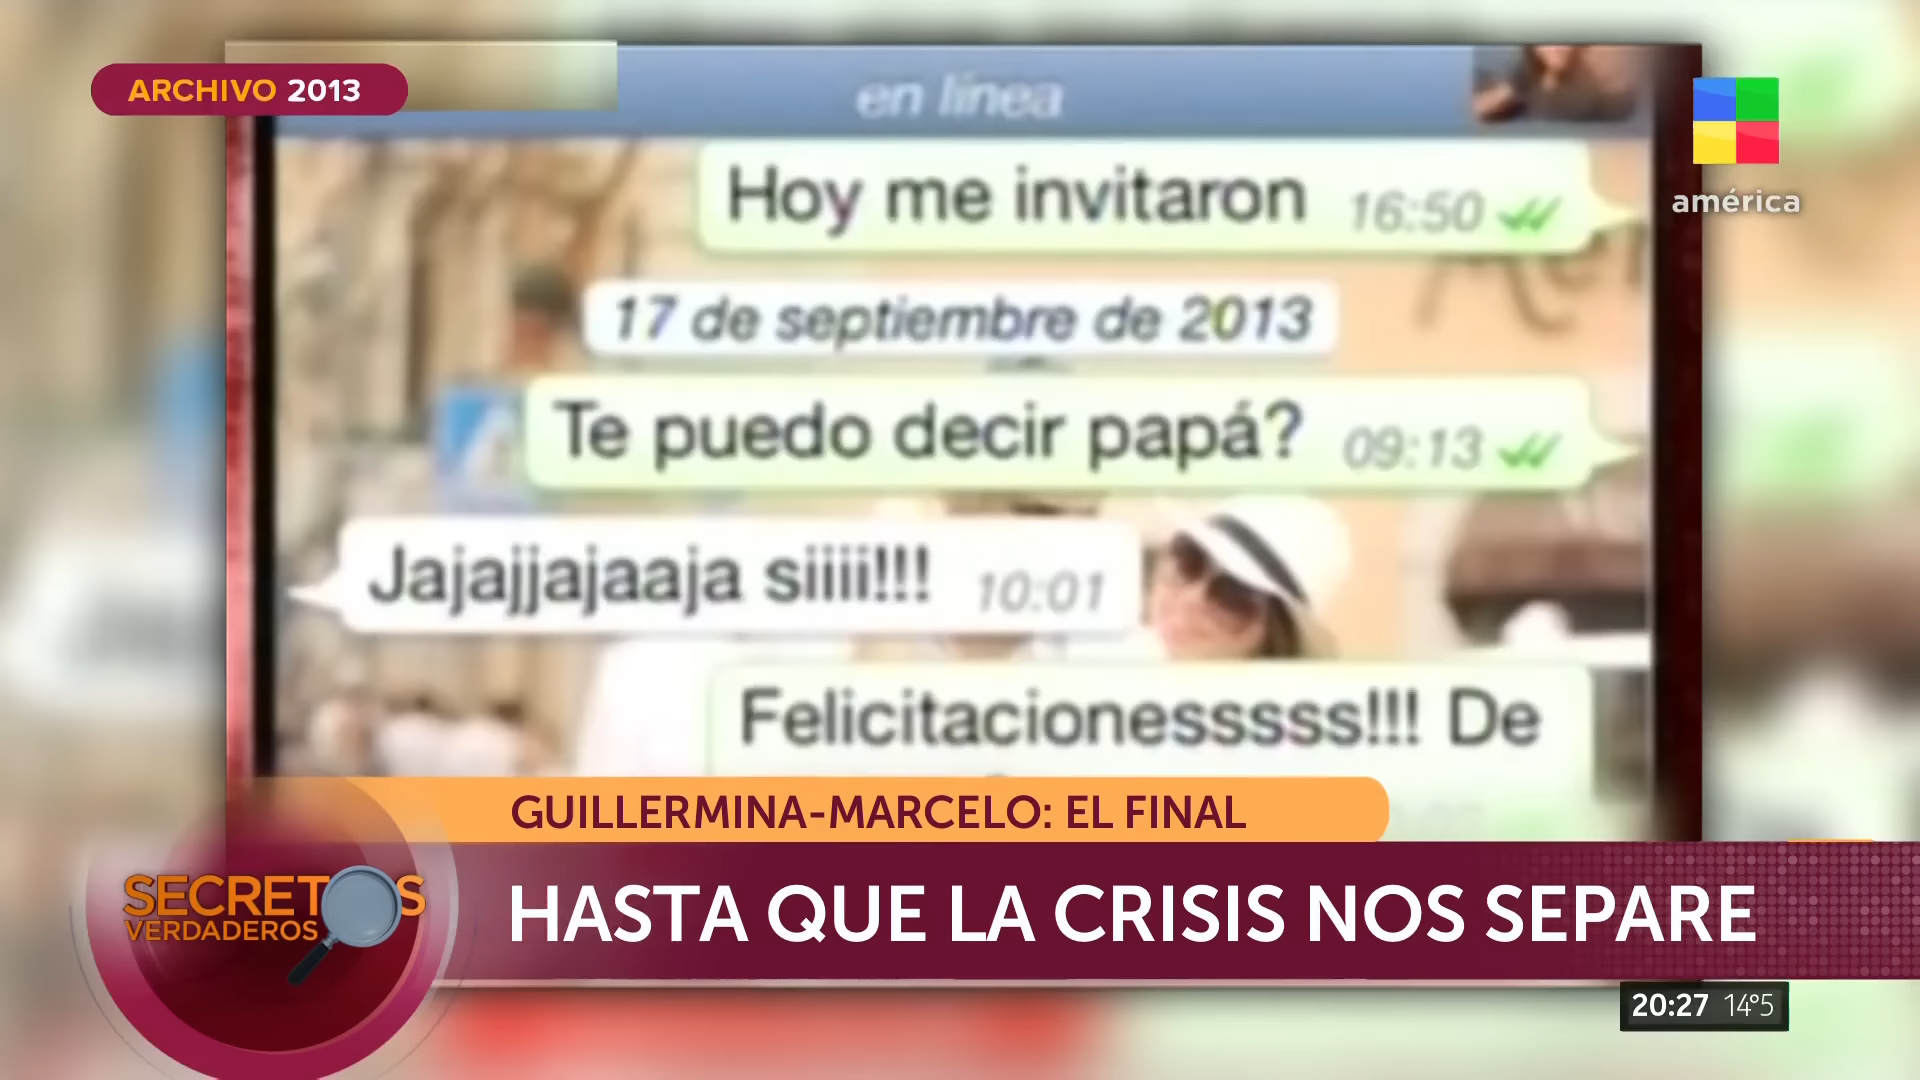 ARCHIVO 2013
en línea
Hoy me invitaron 16:50
17 de septiembre de 2013
Te puedo decir papá? 09:13
Jajajjajaaja siiii!!! 10:01
Felicitacionesssss!!! De
américa
GUILLERMINA-MARCELO: EL FINAL
SECRETOS
VERDADEROS
HASTA QUE LA CRISIS NOS SEPARE
20:27 14°5